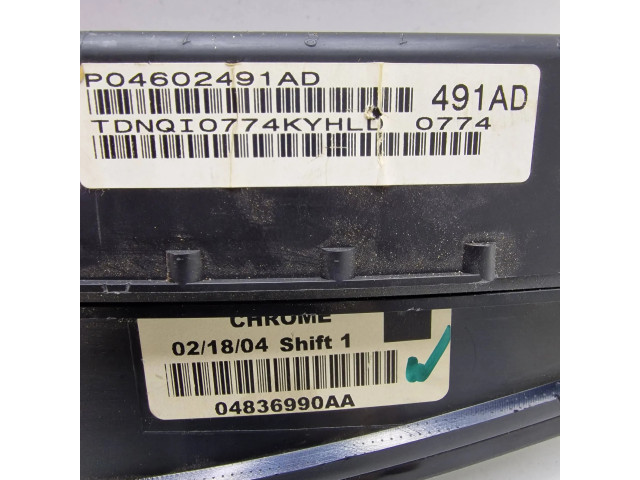 P04602491AD
491AD
TDNQI0774KYHLD 0774
CHROME
02/18/04 Shift 1
04836990AA